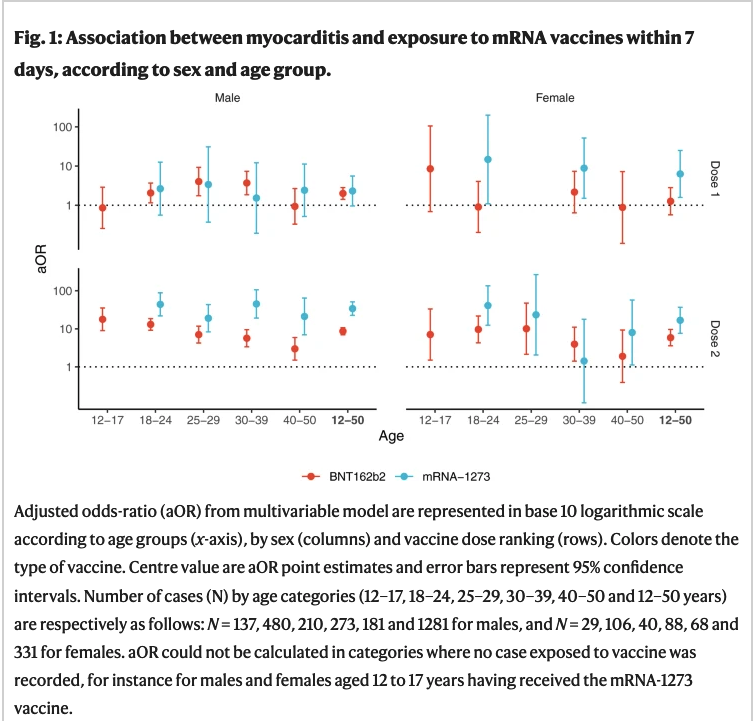 Fig. 1: Association between myocarditis and exposure to mRNA vaccines within 7
days, according to sex and age group.
Male
Female
100
10
1
Dose 1
aOR
100
10
1
Dose 2
12−17 18−24 25−29 30−39 40−50 12−50
12−17 18−24 25−29 30−39 40−50 12−50
Age
BNT162b2 mRNA−1273
Adjusted odds-ratio (aOR) from multivariable model are represented in base 10 logarithmic scale
according to age groups (x-axis), by sex (columns) and vaccine dose ranking (rows). Colors denote the
type of vaccine. Centre value are aOR point estimates and error bars represent 95% confidence
intervals. Number of cases (N) by age categories (12–17, 18–24, 25–29, 30–39, 40–50 and 12–50 years)
are respectively as follows: N = 137, 480, 210, 273, 181 and 1281 for males, and N = 29, 106, 40, 88, 68 and
331 for females. aOR could not be calculated in categories where no case exposed to vaccine was
recorded, for instance for males and females aged 12 to 17 years having received the mRNA-1273
vaccine.